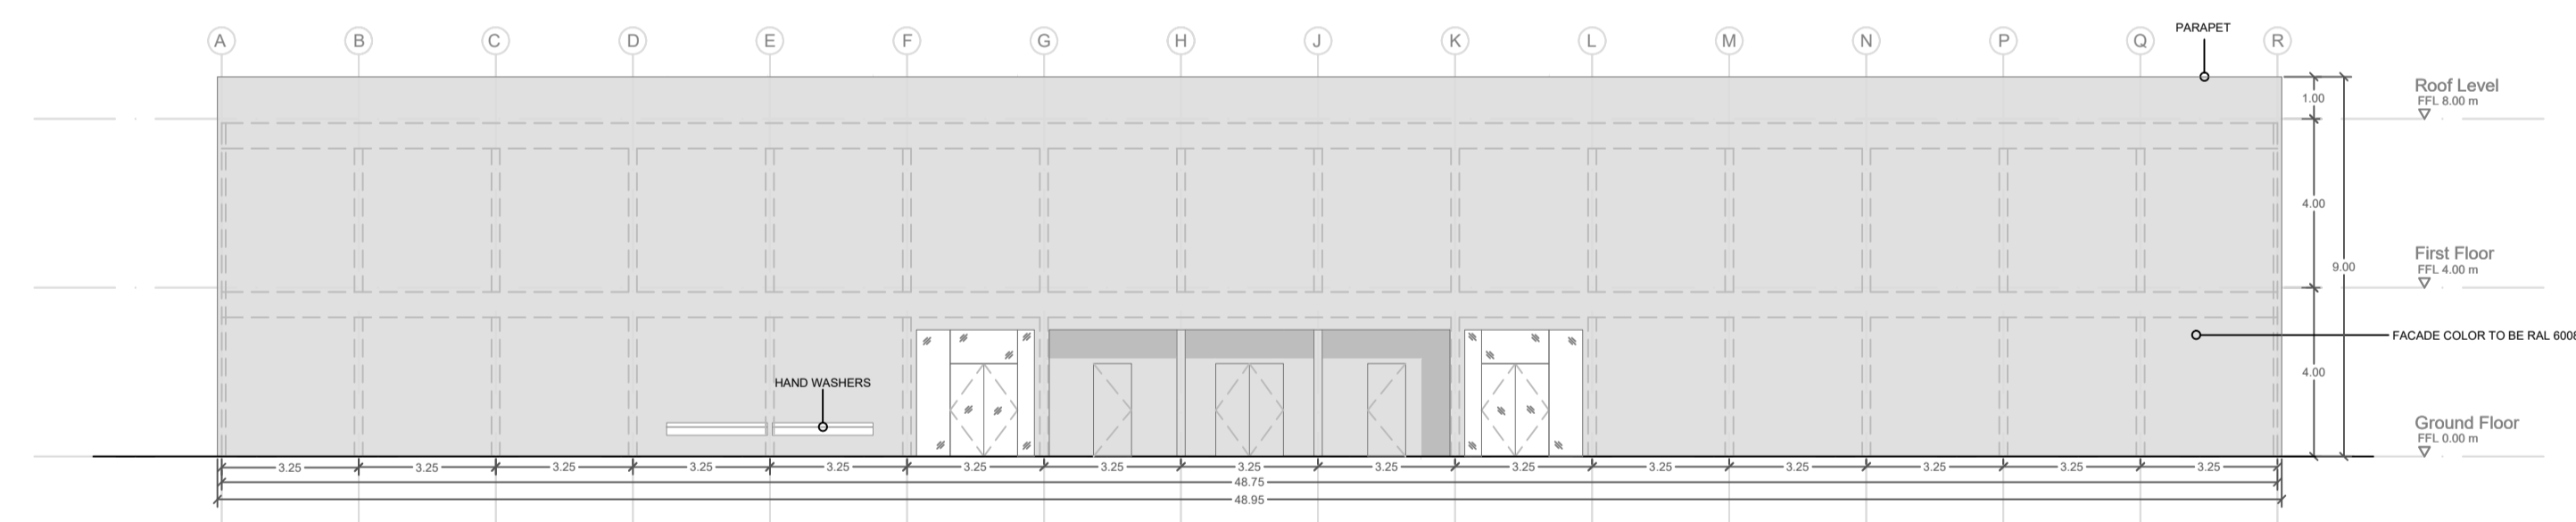 PARAPET
A B C D E F G H J K L M N P Q R
Roof Level
FFL 8.00 m
1.00
4.00
First Floor
FFL 4.00 m
9.00
FACADE COLOR TO BE RAL 6008
4.00
HAND WASHERS
Ground Floor
FFL 0.00 m
3.25 3.25 3.25 3.25 3.25 3.25 3.25 3.25 3.25 3.25 3.25 3.25 3.25 3.25 3.25
48.75
48.95